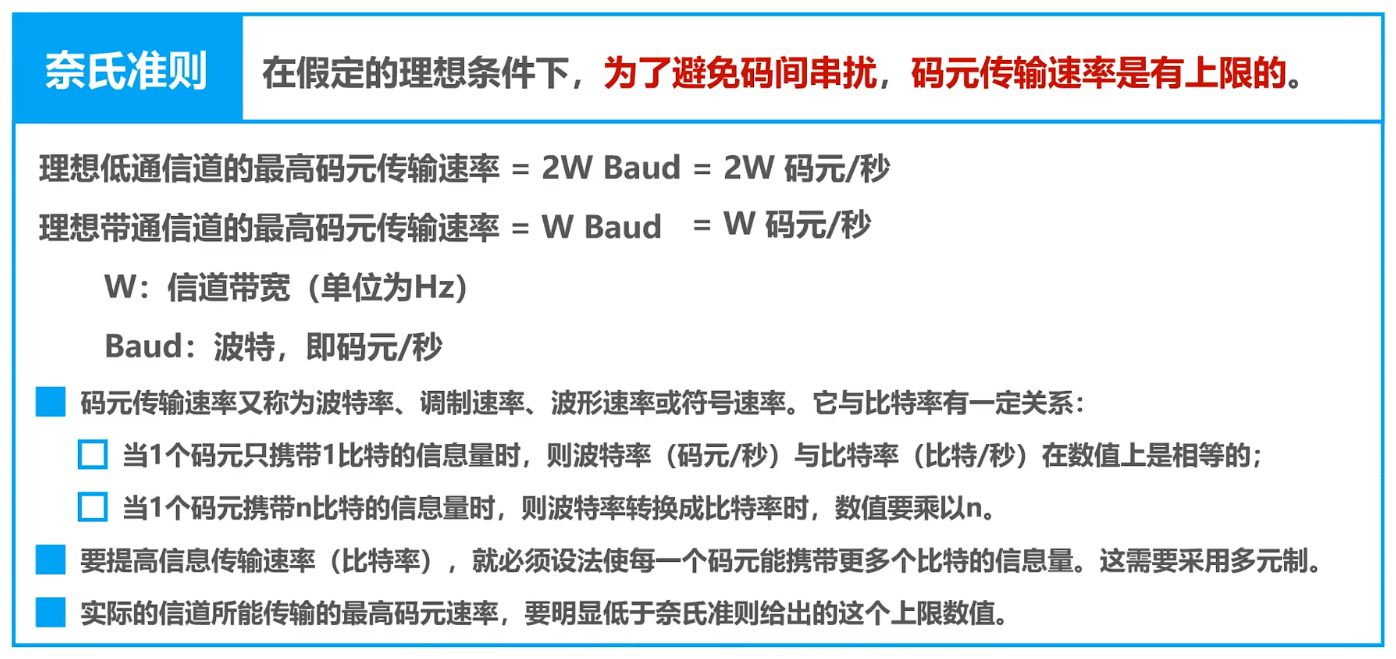 奈氏准则
在假定的理想条件下，为了避免码间串扰，码元传输速率是有上限的。
理想低通信道的最高码元传输速率 = 2W Baud = 2W 码元/秒
理想带通信道的最高码元传输速率 = W Baud = W 码元/秒
W：信道带宽（单位为Hz）
Baud：波特，即码元/秒
码元传输速率又称为波特率、调制速率、波形速率或符号速率。它与比特率有一定关系：
当1个码元只携带1比特的信息量时，则波特率（码元/秒）与比特率（比特/秒）在数值上是相等的；
当1个码元携带n比特的信息量时，则波特率转换成比特率时，数值要乘以n。
要提高信息传输速率（比特率），就必须设法使每一个码元能携带更多个比特的信息量。这需要采用多元制。
实际的信道所能传输的最高码元速率，要明显低于奈氏准则给出的这个上限数值。